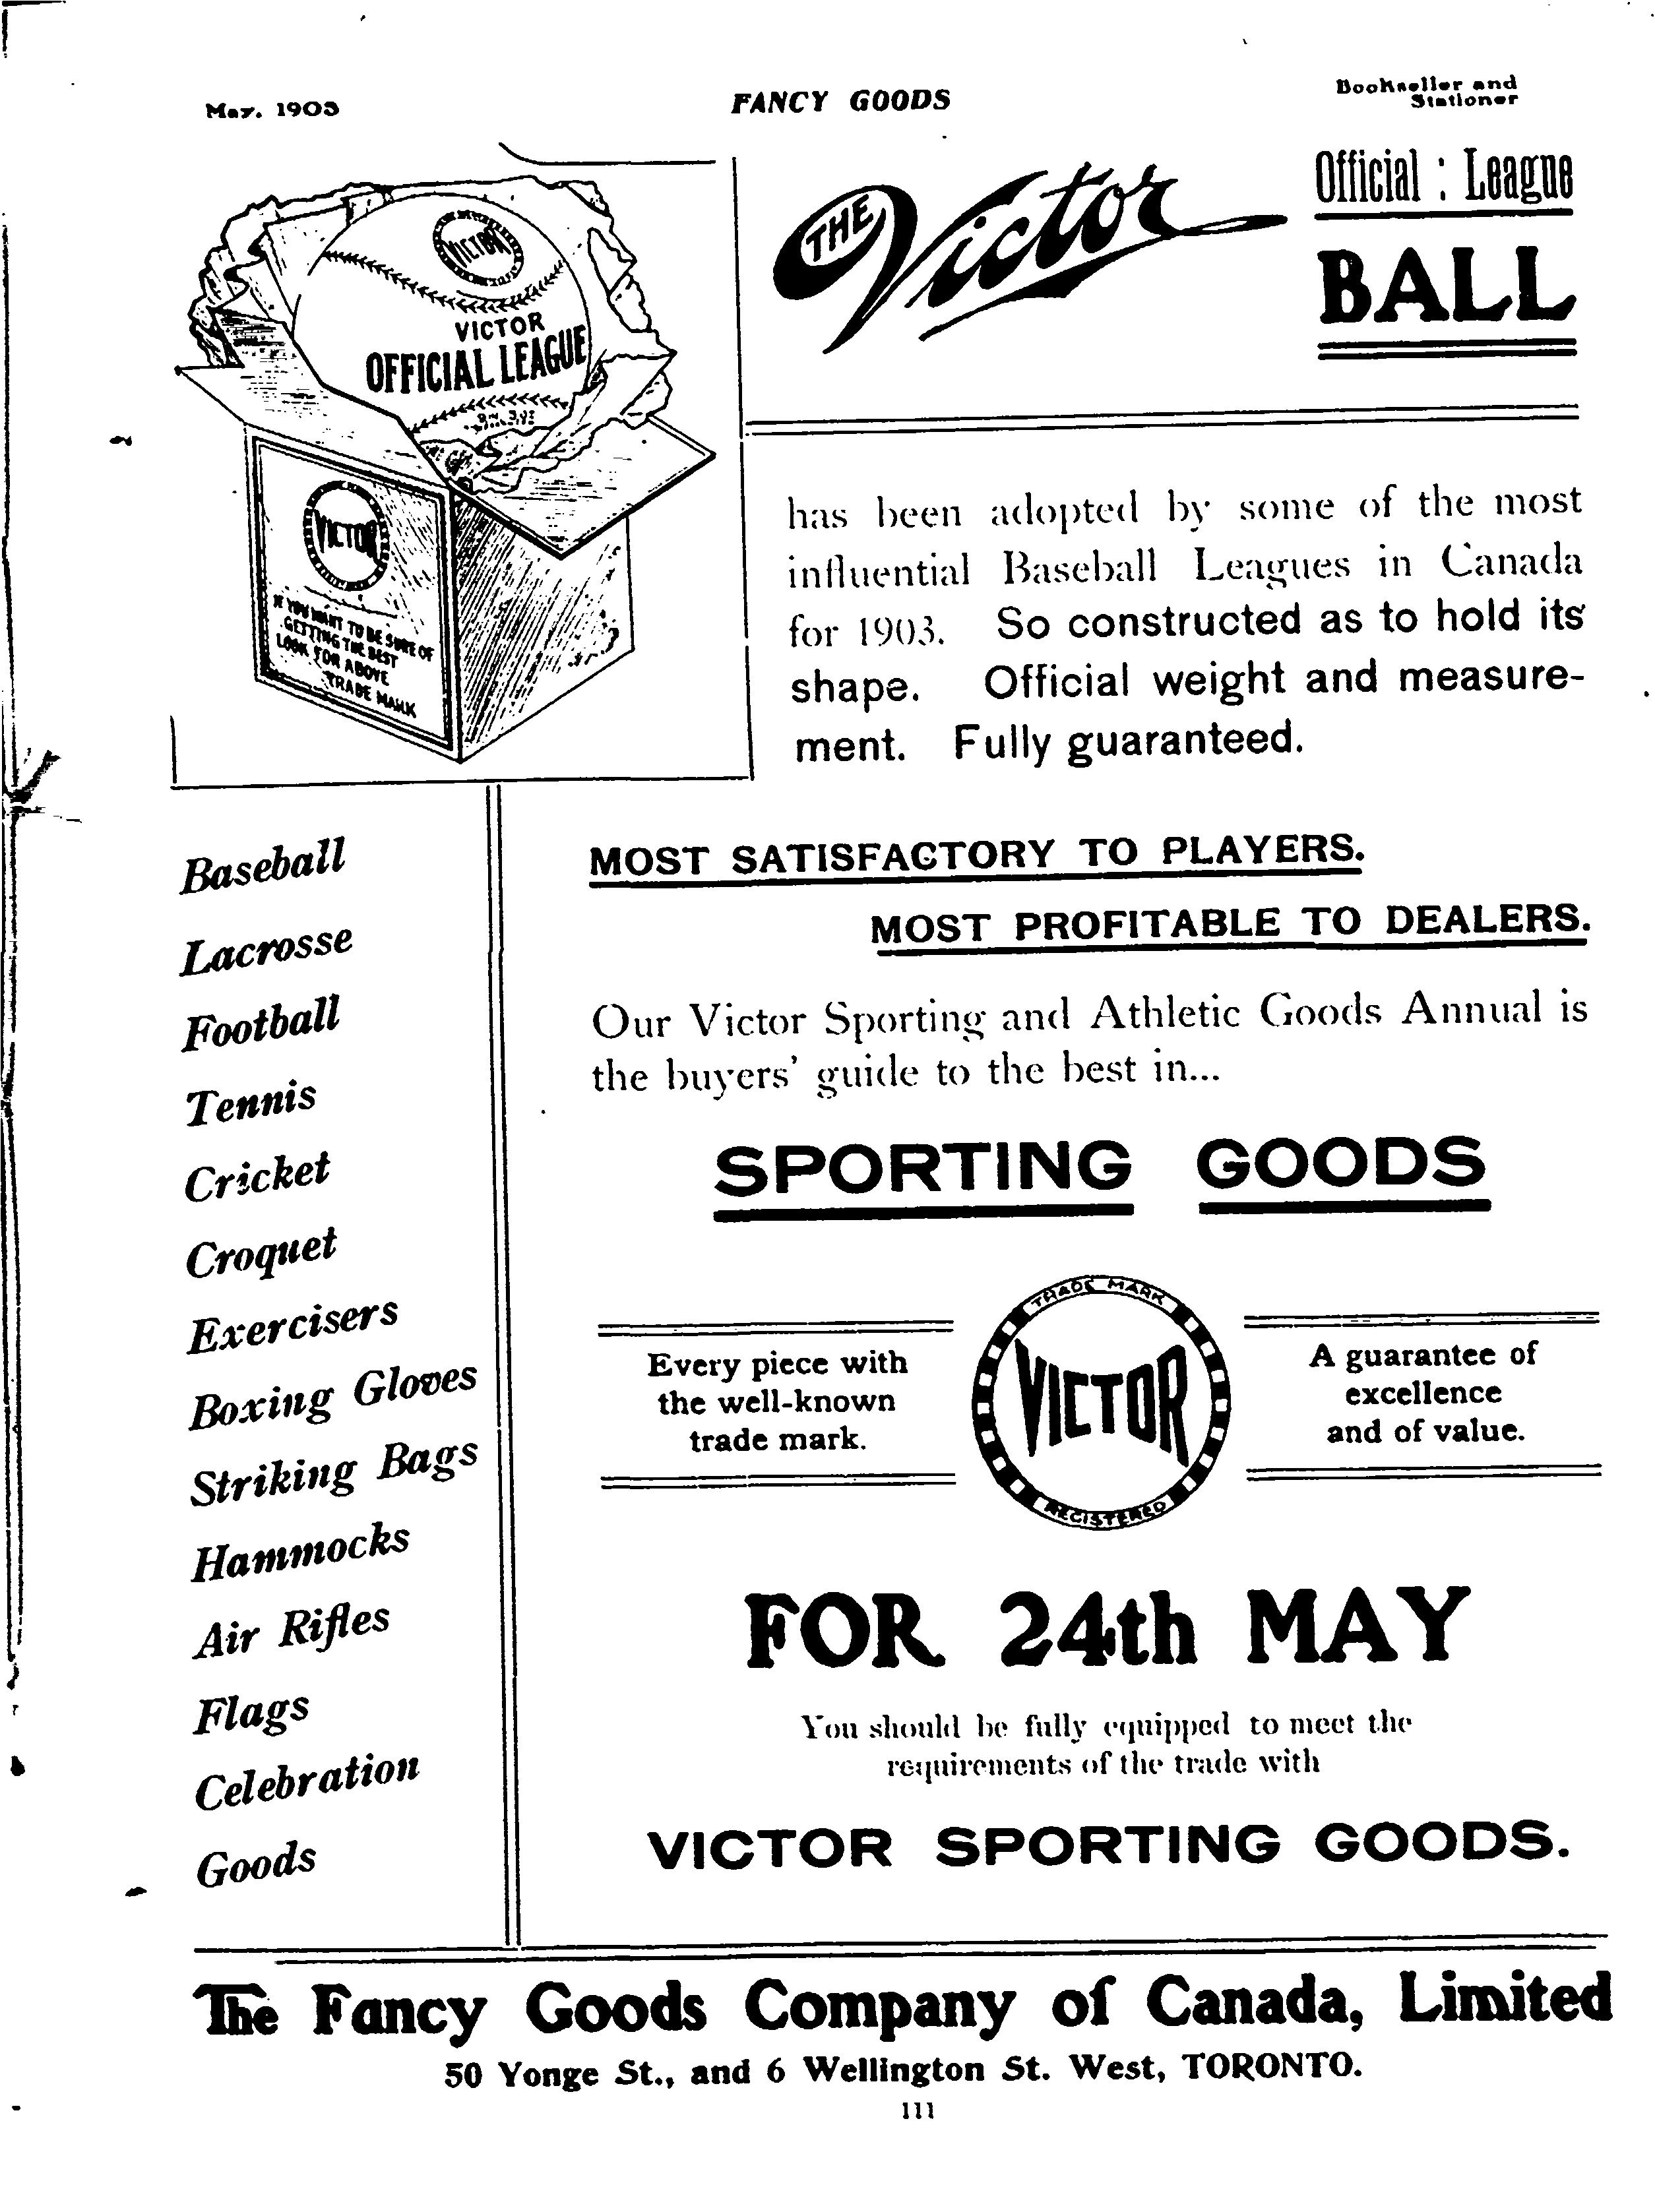 May, 1903
FANCY GOODS
Bookseller and
Stationer
VICTOR
VICTOR
OFFICIAL LEAGUE
VICTOR
IF YOU WANT TO BE SURE OF
GETTING THE BEST
LOOK FOR ABOVE
TRADE MARK
THE Victor
Official : League
BALL
has been adopted by some of the most
influential Baseball Leagues in Canada
for 1903. So constructed as to hold its
shape. Official weight and measure-
ment. Fully guaranteed.
Baseball
Lacrosse
Football
Tennis
Cricket
Croquet
Exercisers
Boxing Gloves
Striking Bags
Hammocks
Air Rifles
Flags
Celebration
Goods
MOST SATISFACTORY TO PLAYERS.
MOST PROFITABLE TO DEALERS.
Our Victor Sporting and Athletic Goods Annual is
the buyers' guide to the best in...
SPORTING GOODS
Every piece with
the well-known
trade mark.
TRADE MARK
VICTOR
REGISTERED
A guarantee of
excellence
and of value.
FOR 24th MAY
You should be fully equipped to meet the
requirements of the trade with
VICTOR SPORTING GOODS.
The Fancy Goods Company of Canada, Limited
50 Yonge St., and 6 Wellington St. West, TORONTO.
111